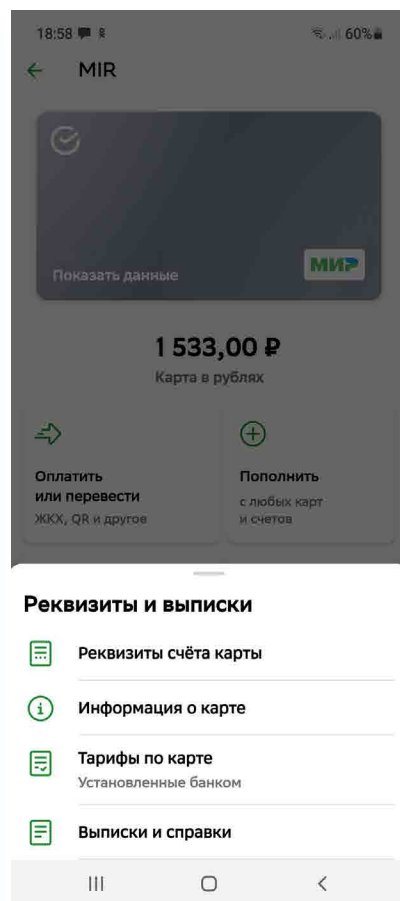 18:58 60%
MIR
Показать данные
МИР
1 533,00 ₽
Карта в рублях
Оплатить
или перевести
ЖКХ, QR и другое
Пополнить
с любых карт
и счетов
Реквизиты и выписки
Реквизиты счёта карты
Информация о карте
Тарифы по карте
Установленные банком
Выписки и справки